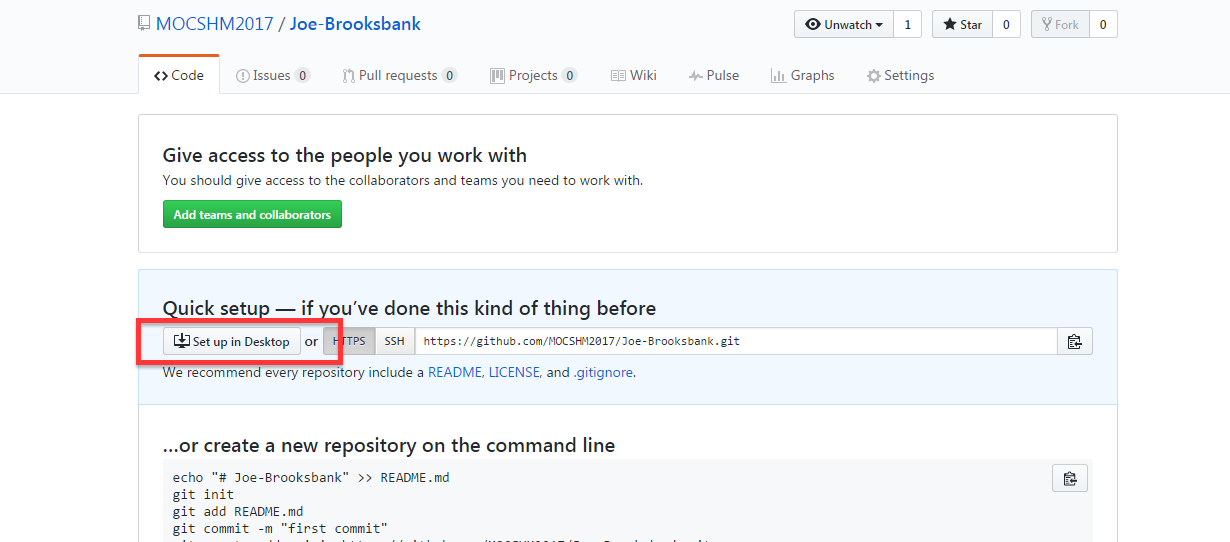 MOCSHM2017 / Joe-Brooksbank
Unwatch 1 Star 0 Fork 0
Code Issues 0 Pull requests 0 Projects 0 Wiki Pulse Graphs Settings
Give access to the people you work with
You should give access to the collaborators and teams you need to work with.
Add teams and collaborators
Quick setup — if you’ve done this kind of thing before
Set up in Desktop or HTTPS SSH https://github.com/MOCSHM2017/Joe-Brooksbank.git
We recommend every repository include a README, LICENSE, and .gitignore.
…or create a new repository on the command line
echo "# Joe-Brooksbank" >> README.md
git init
git add README.md
git commit -m "first commit"